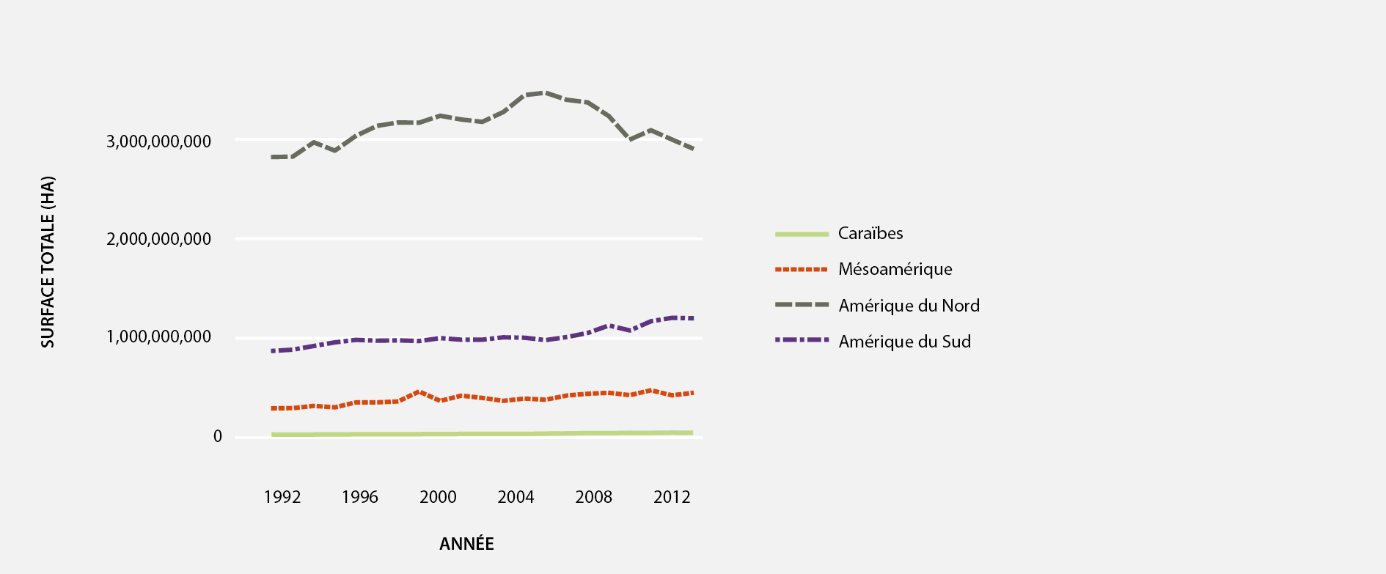 SURFACE TOTALE (HA)
3,000,000,000
2,000,000,000
1,000,000,000
0
1992 1996 2000 2004 2008 2012
ANNÉE
Caraïbes
Mésoamérique
Amérique du Nord
Amérique du Sud